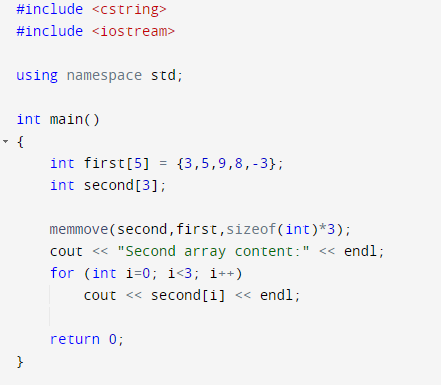 #include <cstring>
#include <iostream>
using namespace std;
int main()
{
    int first[5] = {3,5,9,8,-3};
    int second[3];
    memmove(second,first,sizeof(int)*3);
    cout << "Second array content:" << endl;
    for (int i=0; i<3; i++)
        cout << second[i] << endl;
    return 0;
}